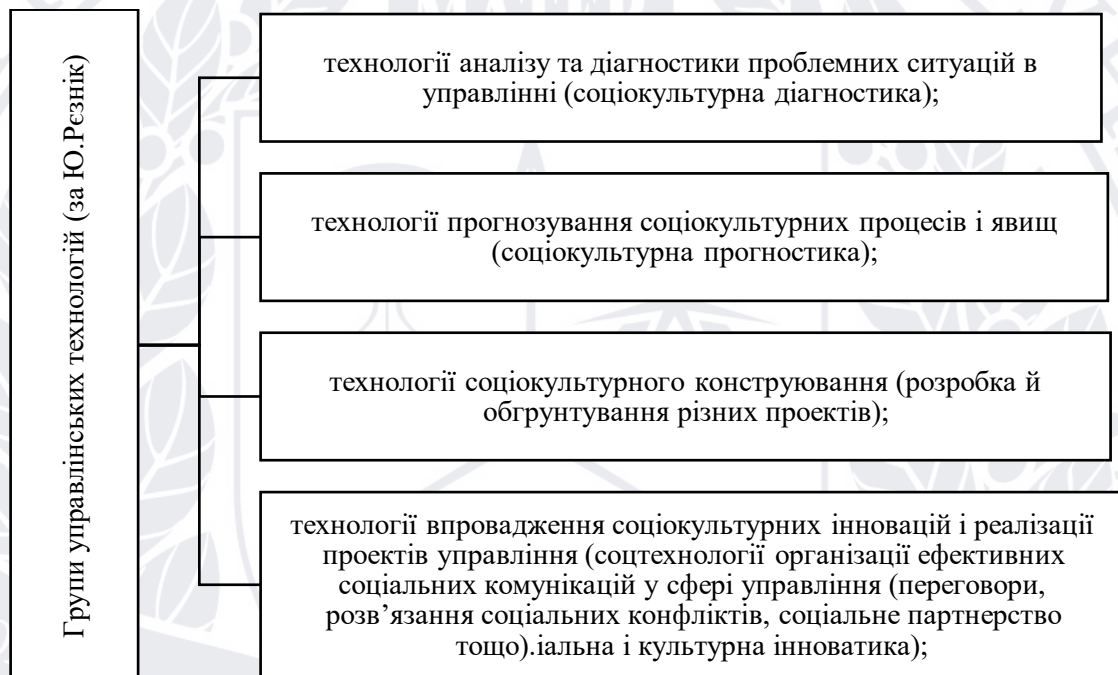 Групи управлінських технологій (за Ю.Рєзнік)
технології аналізу та діагностики проблемних ситуацій в
управлінні (соціокультурна діагностика);
технології прогнозування соціокультурних процесів і явищ
(соціокультурна прогностика);
технології соціокультурного конструювання (розробка й
обгрунтування різних проектів);
технології впровадження соціокультурних інновацій і реалізації
проектів управління (соцтехнології організації ефективних
соціальних комунікацій у сфері управління (переговори,
розв’язання соціальних конфліктів, соціальне партнерство
тощо).іальна і культурна інноватика);